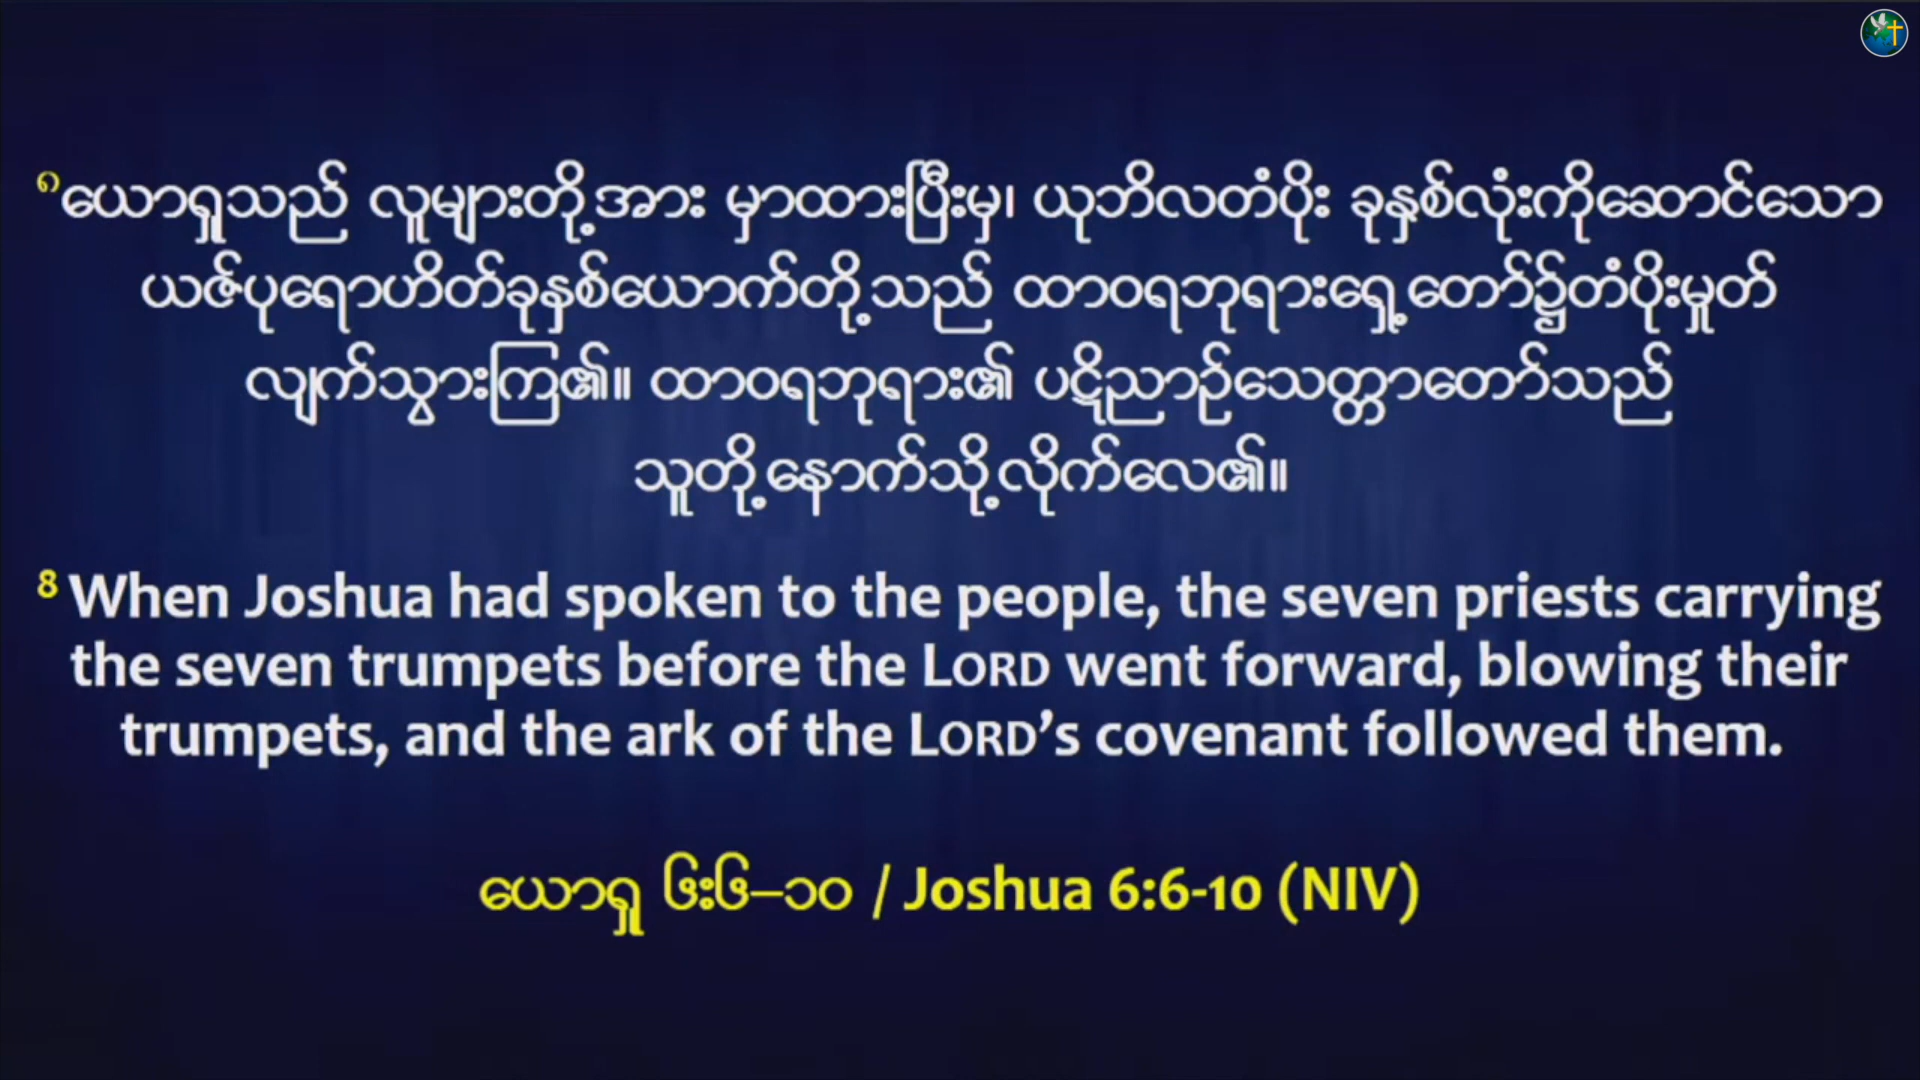 ၈ယောရှုသည် လူများတို့အား မှာထားပြီးမှ၊ ယုဘိလတံပိုး ခုနှစ်လုံးကိုဆောင်သော
ယဇ်ပုရောဟိတ်ခုနှစ်ယောက်တို့သည် ထာဝရဘုရားရှေ့တော်၌တံပိုးမှုတ်
လျက်သွားကြ၏။ ထာဝရဘုရား၏ ပဋိညာဉ်သေတ္တာတော်သည်
သူတို့နောက်သို့လိုက်လေ၏။
8 When Joshua had spoken to the people, the seven priests carrying
the seven trumpets before the LORD went forward, blowing their
trumpets, and the ark of the LORD’s covenant followed them.
ယောရှု ၆း၆–၁၀ / Joshua 6:6-10 (NIV)